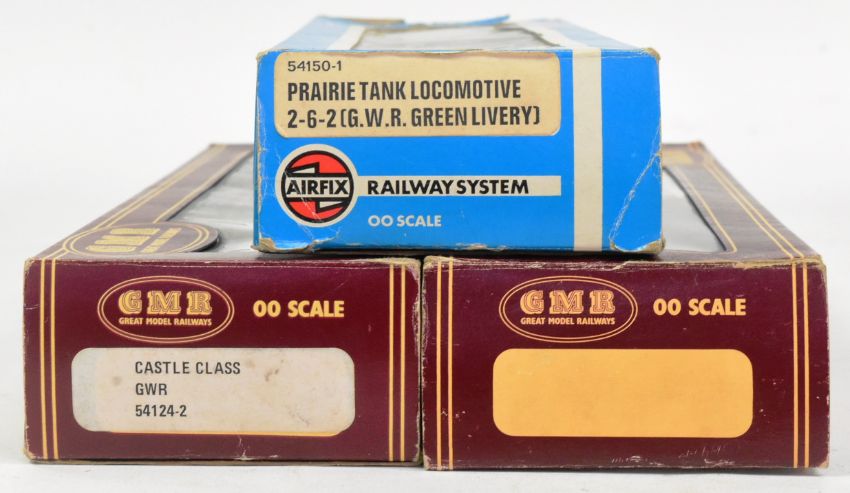 54150-1
PRAIRIE TANK LOCOMOTIVE
2-6-2 (G.W.R. GREEN LIVERY)
AIRFIX
RAILWAY SYSTEM
OO SCALE
GMR
GMR
GREAT MODEL RAILWAYS
OO SCALE
CASTLE CLASS
GWR
54124-2
GMR
GREAT MODEL RAILWAYS
OO SCALE